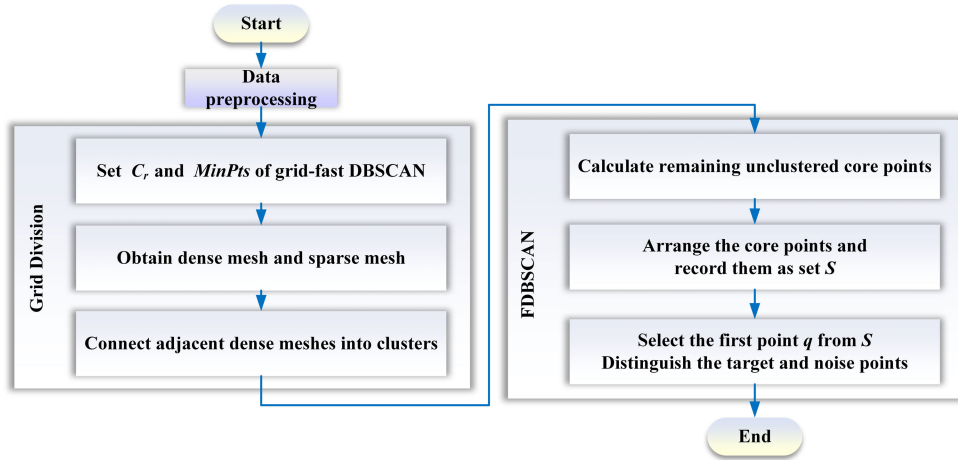 Start
Data
preprocessing
Grid Division
Set C_r and MinPts of grid-fast DBSCAN
Obtain dense mesh and sparse mesh
Connect adjacent dense meshes into clusters
FDBSCAN
Calculate remaining unclustered core points
Arrange the core points and
record them as set S
Select the first point q from S
Distinguish the target and noise points
End